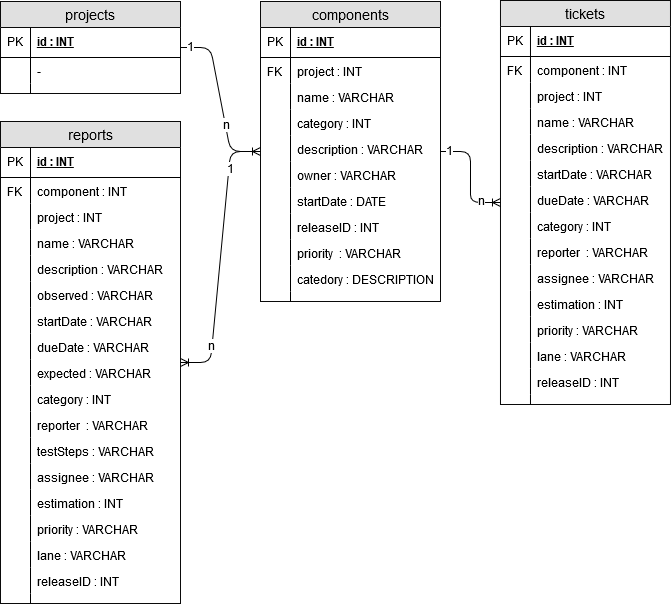 projects
PK id : INT
-
reports
PK id : INT
FK component : INT
project : INT
name : VARCHAR
description : VARCHAR
observed : VARCHAR
startDate : VARCHAR
dueDate : VARCHAR
expected : VARCHAR
category : INT
reporter : VARCHAR
testSteps : VARCHAR
assignee : VARCHAR
estimation : INT
priority : VARCHAR
lane : VARCHAR
releaseID : INT
1
n
1
n
components
PK id : INT
FK project : INT
name : VARCHAR
category : INT
description : VARCHAR
owner : VARCHAR
startDate : DATE
releaseID : INT
priority : VARCHAR
catedory : DESCRIPTION
1
n
tickets
PK id : INT
FK component : INT
project : INT
name : VARCHAR
description : VARCHAR
startDate : VARCHAR
dueDate : VARCHAR
category : INT
reporter : VARCHAR
assignee : VARCHAR
estimation : INT
priority : VARCHAR
lane : VARCHAR
releaseID : INT